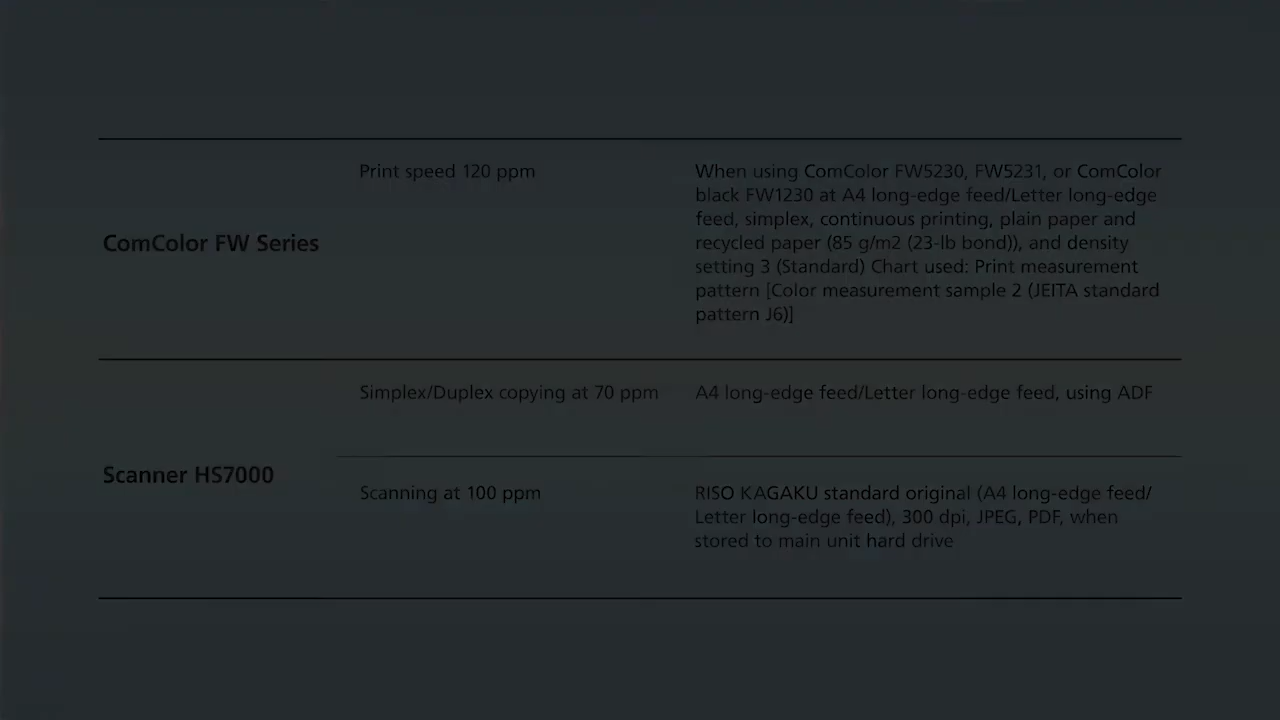 Print speed 120 ppm
When using ComColor FW5230, FW5231, or ComColor
black FW1230 at A4 long-edge feed/Letter long-edge
feed, simplex, continuous printing, plain paper and
recycled paper (85 g/m2 (23-lb bond)), and density
setting 3 (Standard) Chart used: Print measurement
pattern [Color measurement sample 2 (JEITA standard
pattern J6)]
ComColor FW Series
Simplex/Duplex copying at 70 ppm
A4 long-edge feed/Letter long-edge feed, using ADF
Scanner HS7000
Scanning at 100 ppm
RISO KAGAKU standard original (A4 long-edge feed/
Letter long-edge feed), 300 dpi, JPEG, PDF, when
stored to main unit hard drive